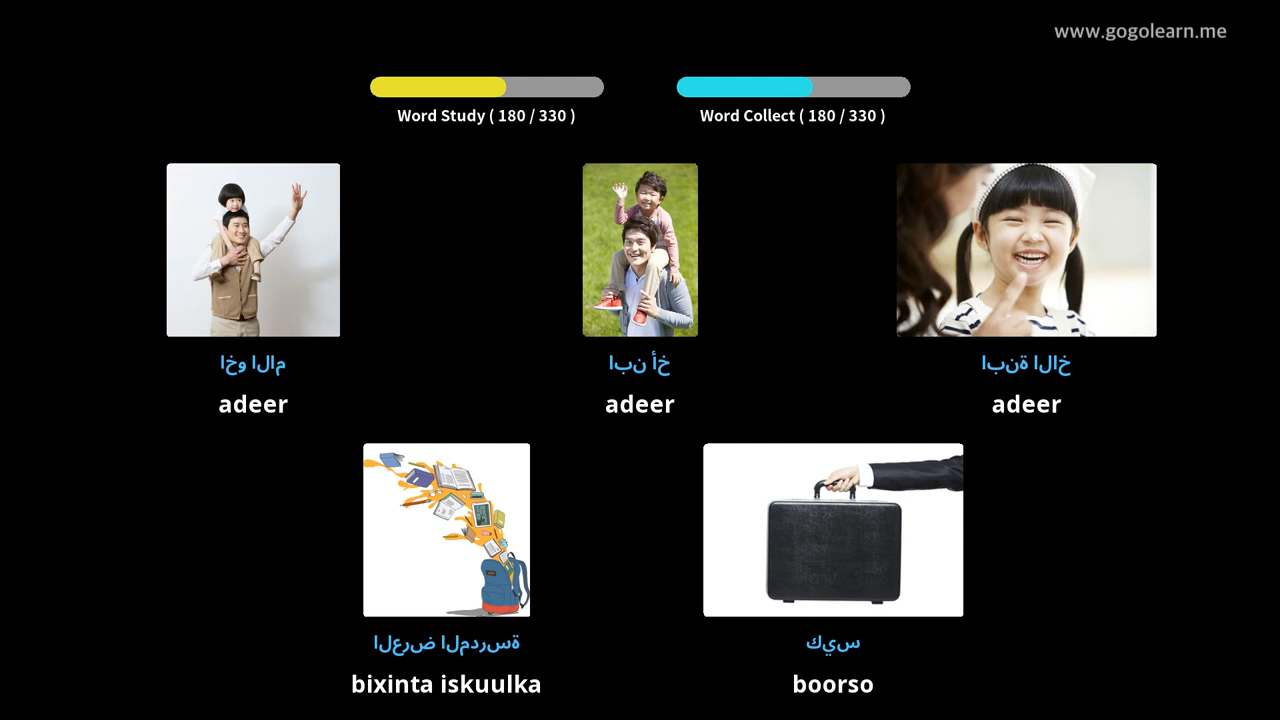 www.gogolearn.me
Word Study ( 180 / 330 )
Word Collect ( 180 / 330 )
اخو الام
adeer
ابن أخ
adeer
ابنة الاخ
adeer
العرض المدرسة
bixinta iskuulka
كيس
boorso